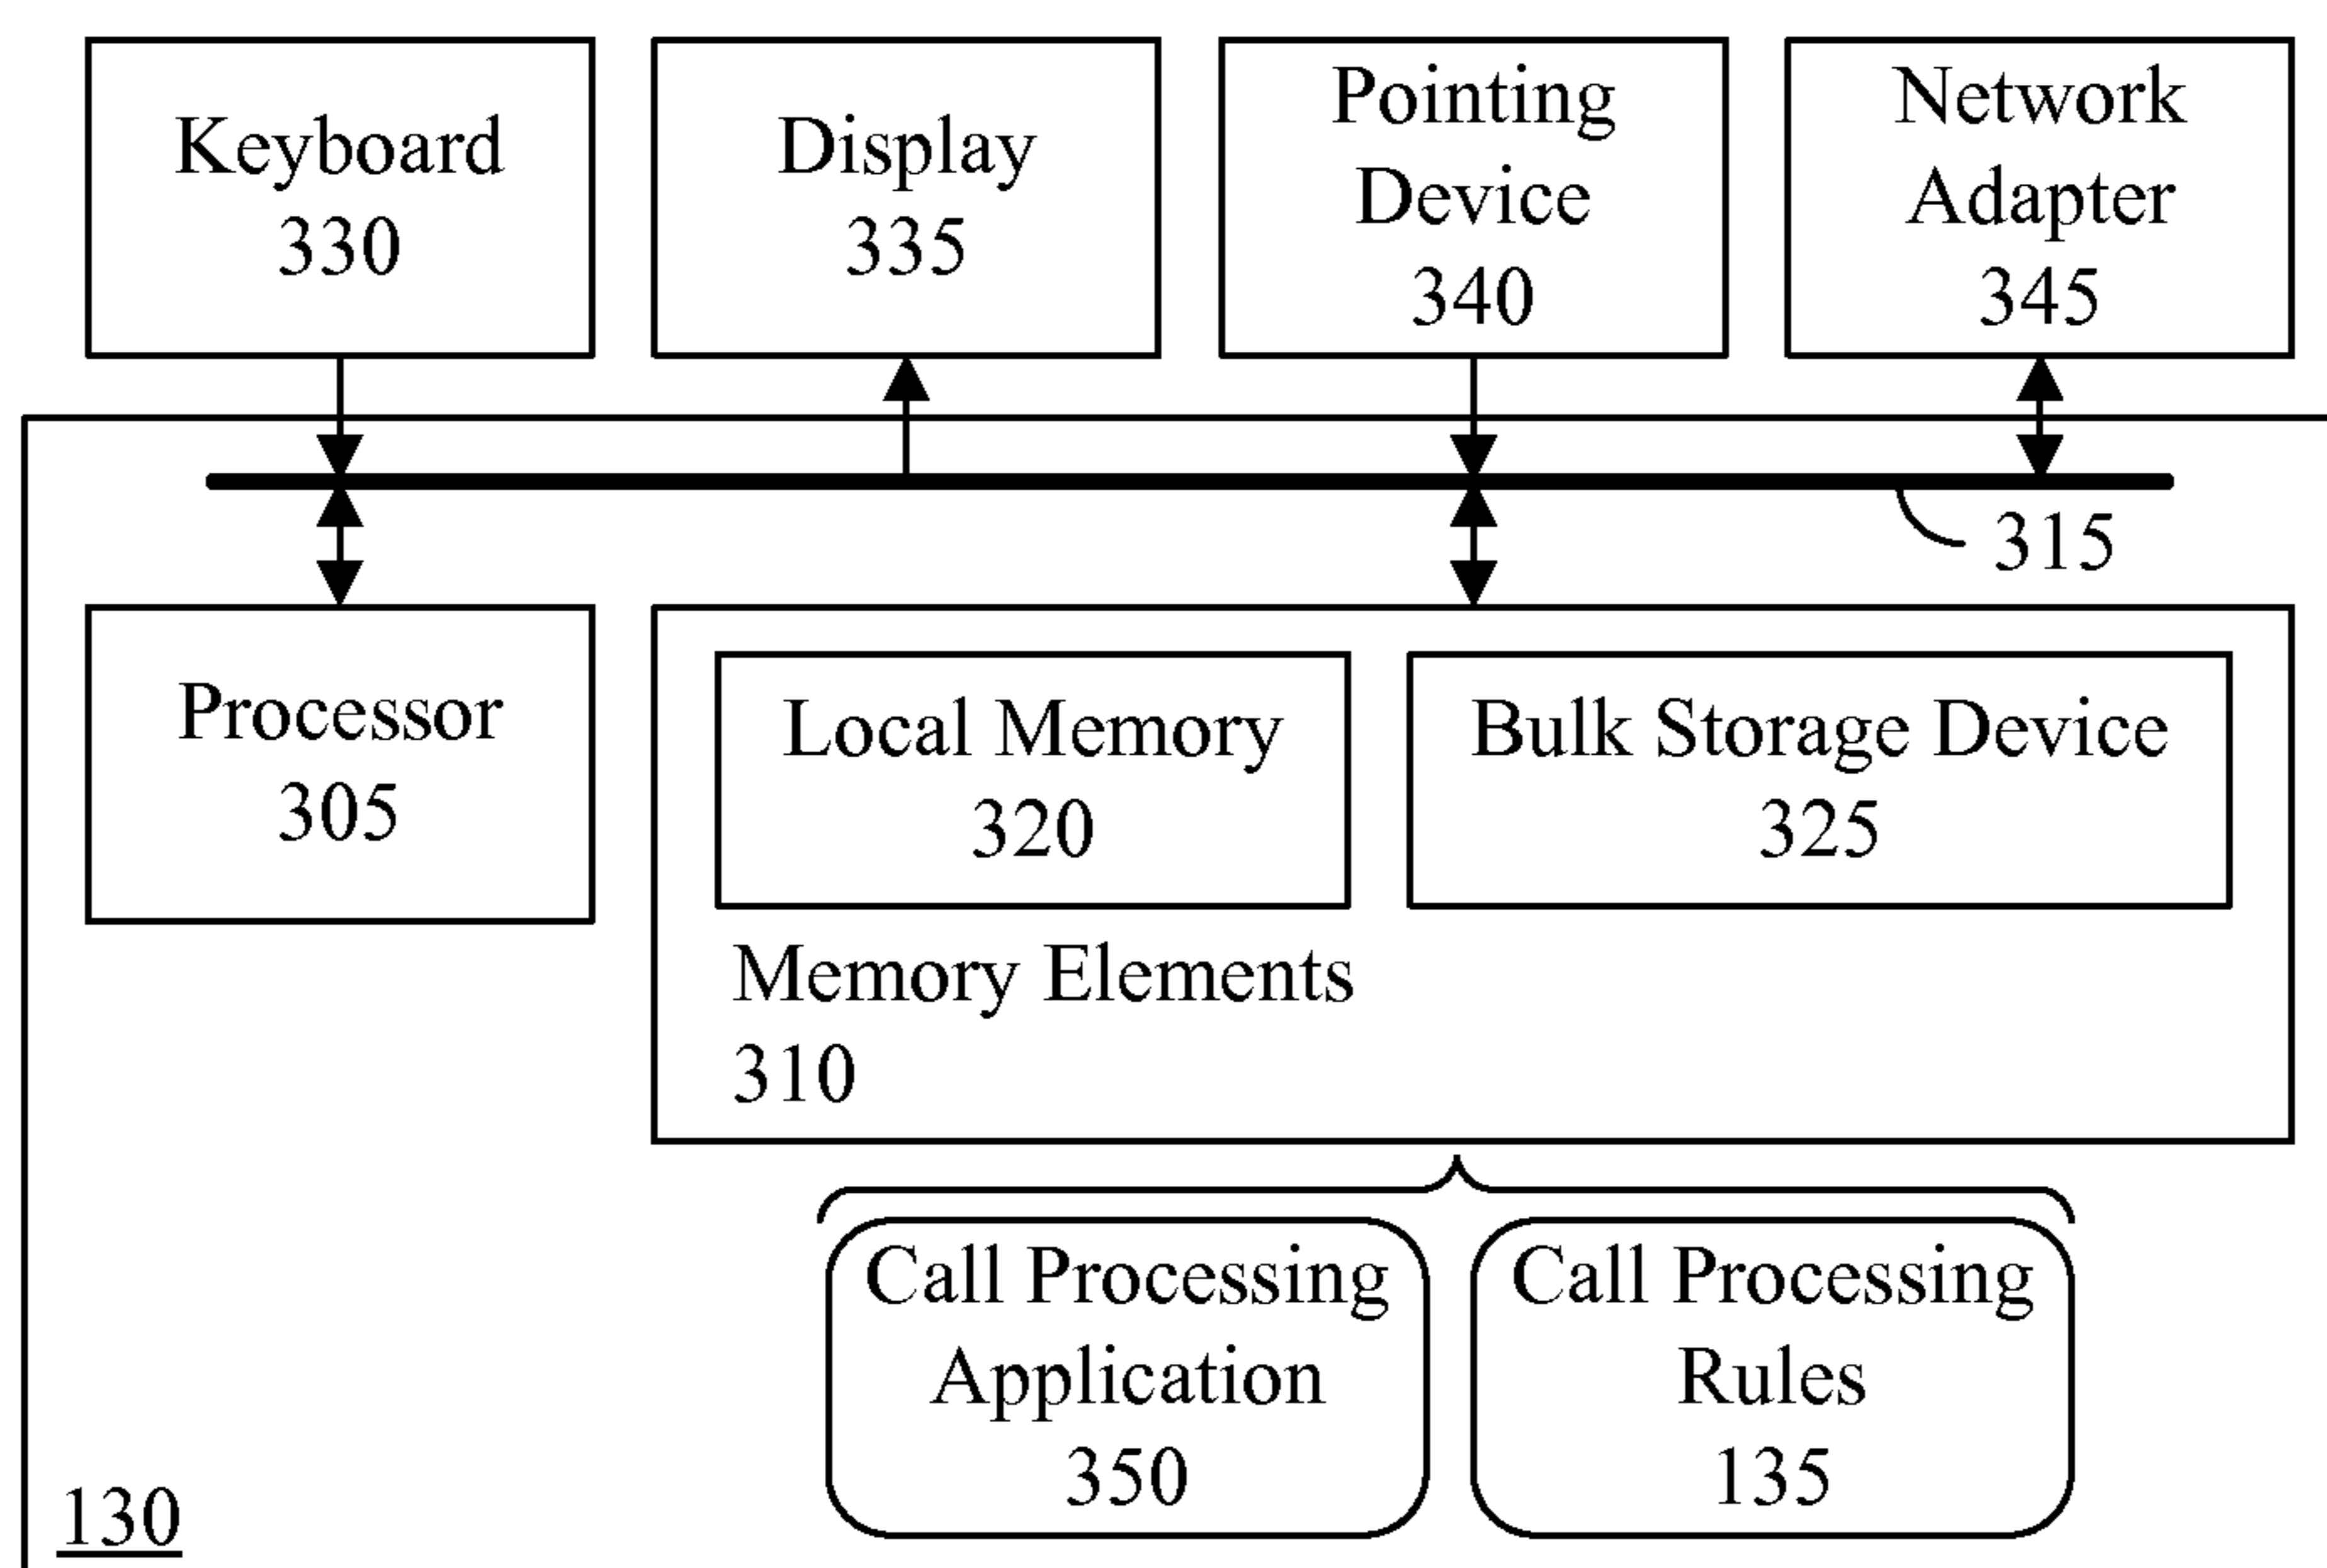 Keyboard
330
Display
335
Pointing
Device
340
Network
Adapter
345
315
Processor
305
Local Memory
320
Bulk Storage Device
325
Memory Elements
310
Call Processing
Application
350
Call Processing
Rules
135
130